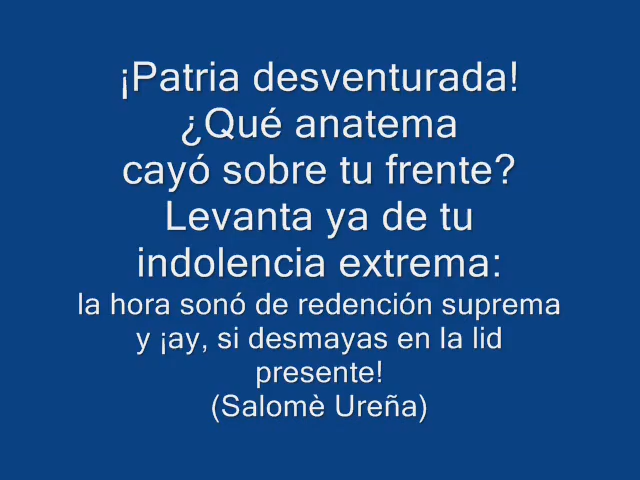 ¡Patria desventurada!
¿Qué anatema
cayó sobre tu frente?
Levanta ya de tu
indolencia extrema:
la hora sonó de redención suprema
y ¡ay, si desmayas en la lid
presente!
(Salomè Ureña)